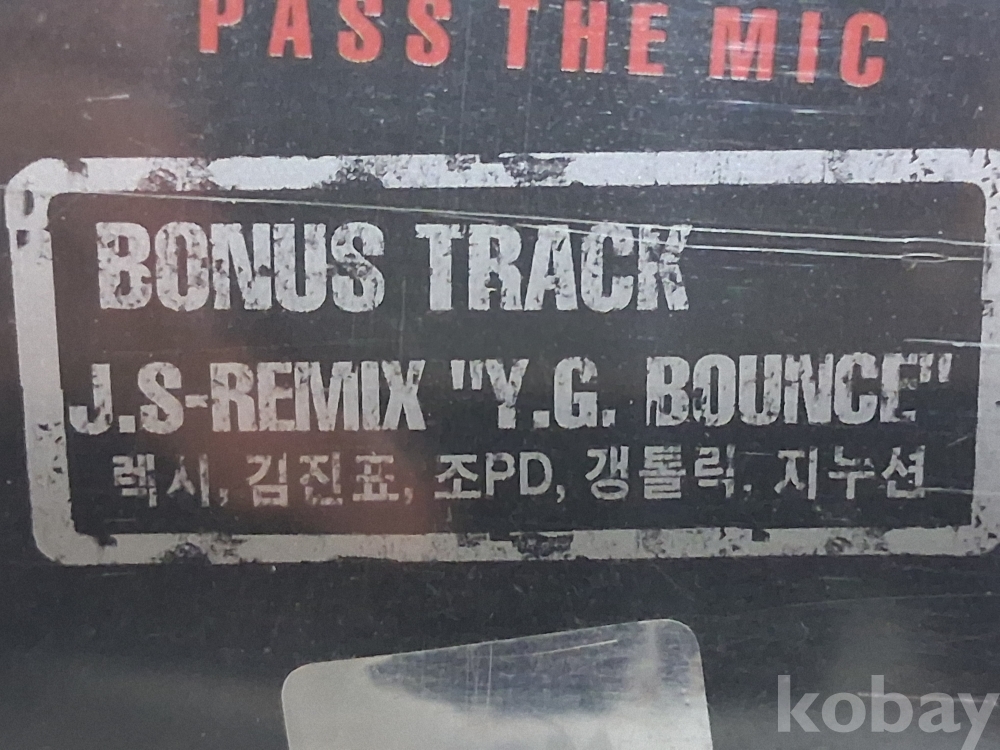 PASS THE MIC
BONUS TRACK
J.S-REMIX "Y.G. BOUNCE"
렉시, 김진표, 조PD, 갱톨릭. 지누션
kobay